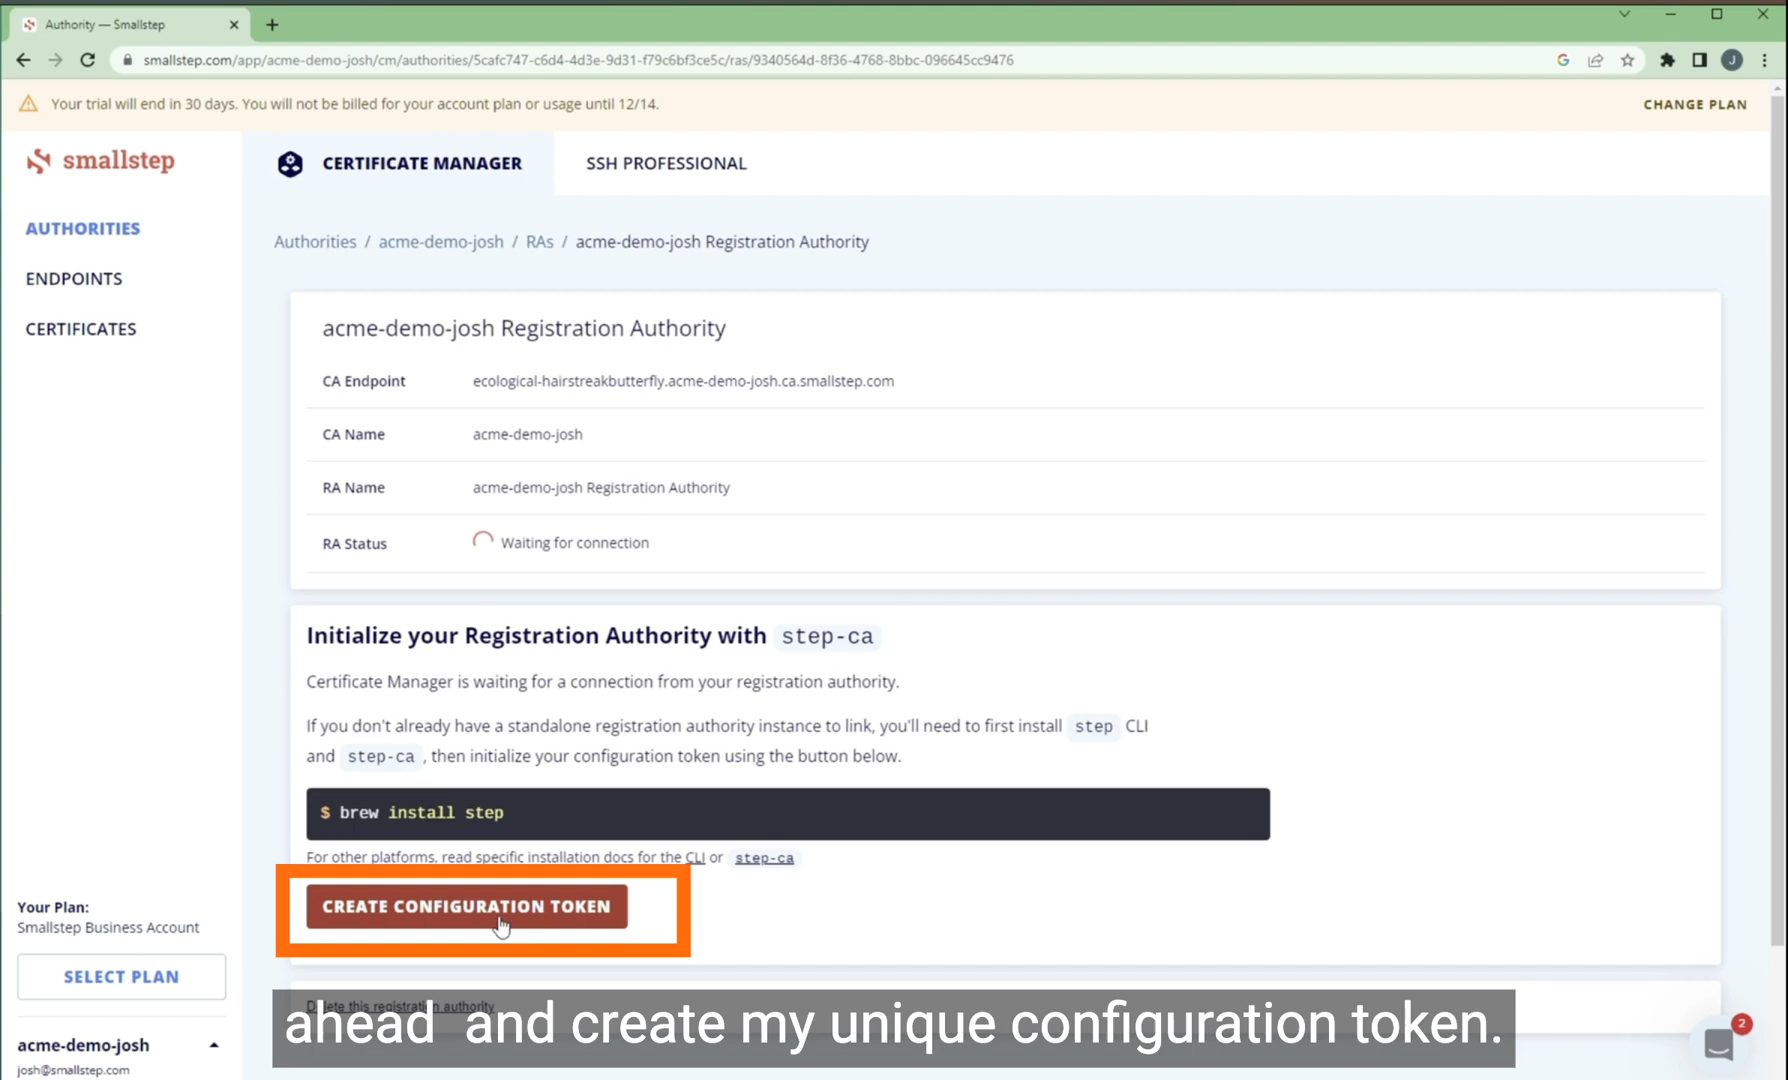 Authority — Smallstep
smallstep.com/app/acme-demo-josh/cm/authorities/5cafc747-c6d4-4d3e-9d31-f79c6bf3ce5c/ras/9340564d-8f36-4768-8bbc-096645cc9476
J
Your trial will end in 30 days. You will not be billed for your account plan or usage until 12/14.
CHANGE PLAN
smallstep
CERTIFICATE MANAGER
SSH PROFESSIONAL
AUTHORITIES
ENDPOINTS
CERTIFICATES
Authorities / acme-demo-josh / RAs / acme-demo-josh Registration Authority
acme-demo-josh Registration Authority
CA Endpoint ecological-hairstreakbutterfly.acme-demo-josh.ca.smallstep.com
CA Name acme-demo-josh
RA Name acme-demo-josh Registration Authority
RA Status Waiting for connection
Initialize your Registration Authority with step-ca
Certificate Manager is waiting for a connection from your registration authority.
If you don't already have a standalone registration authority instance to link, you'll need to first install step CLI
and step-ca , then initialize your configuration token using the button below.
$ brew install step
For other platforms, read specific installation docs for the CLI or step-ca
CREATE CONFIGURATION TOKEN
Delete this registration authority
ahead and create my unique configuration token.
Your Plan:
Smallstep Business Account
SELECT PLAN
acme-demo-josh
josh@smallstep.com
2